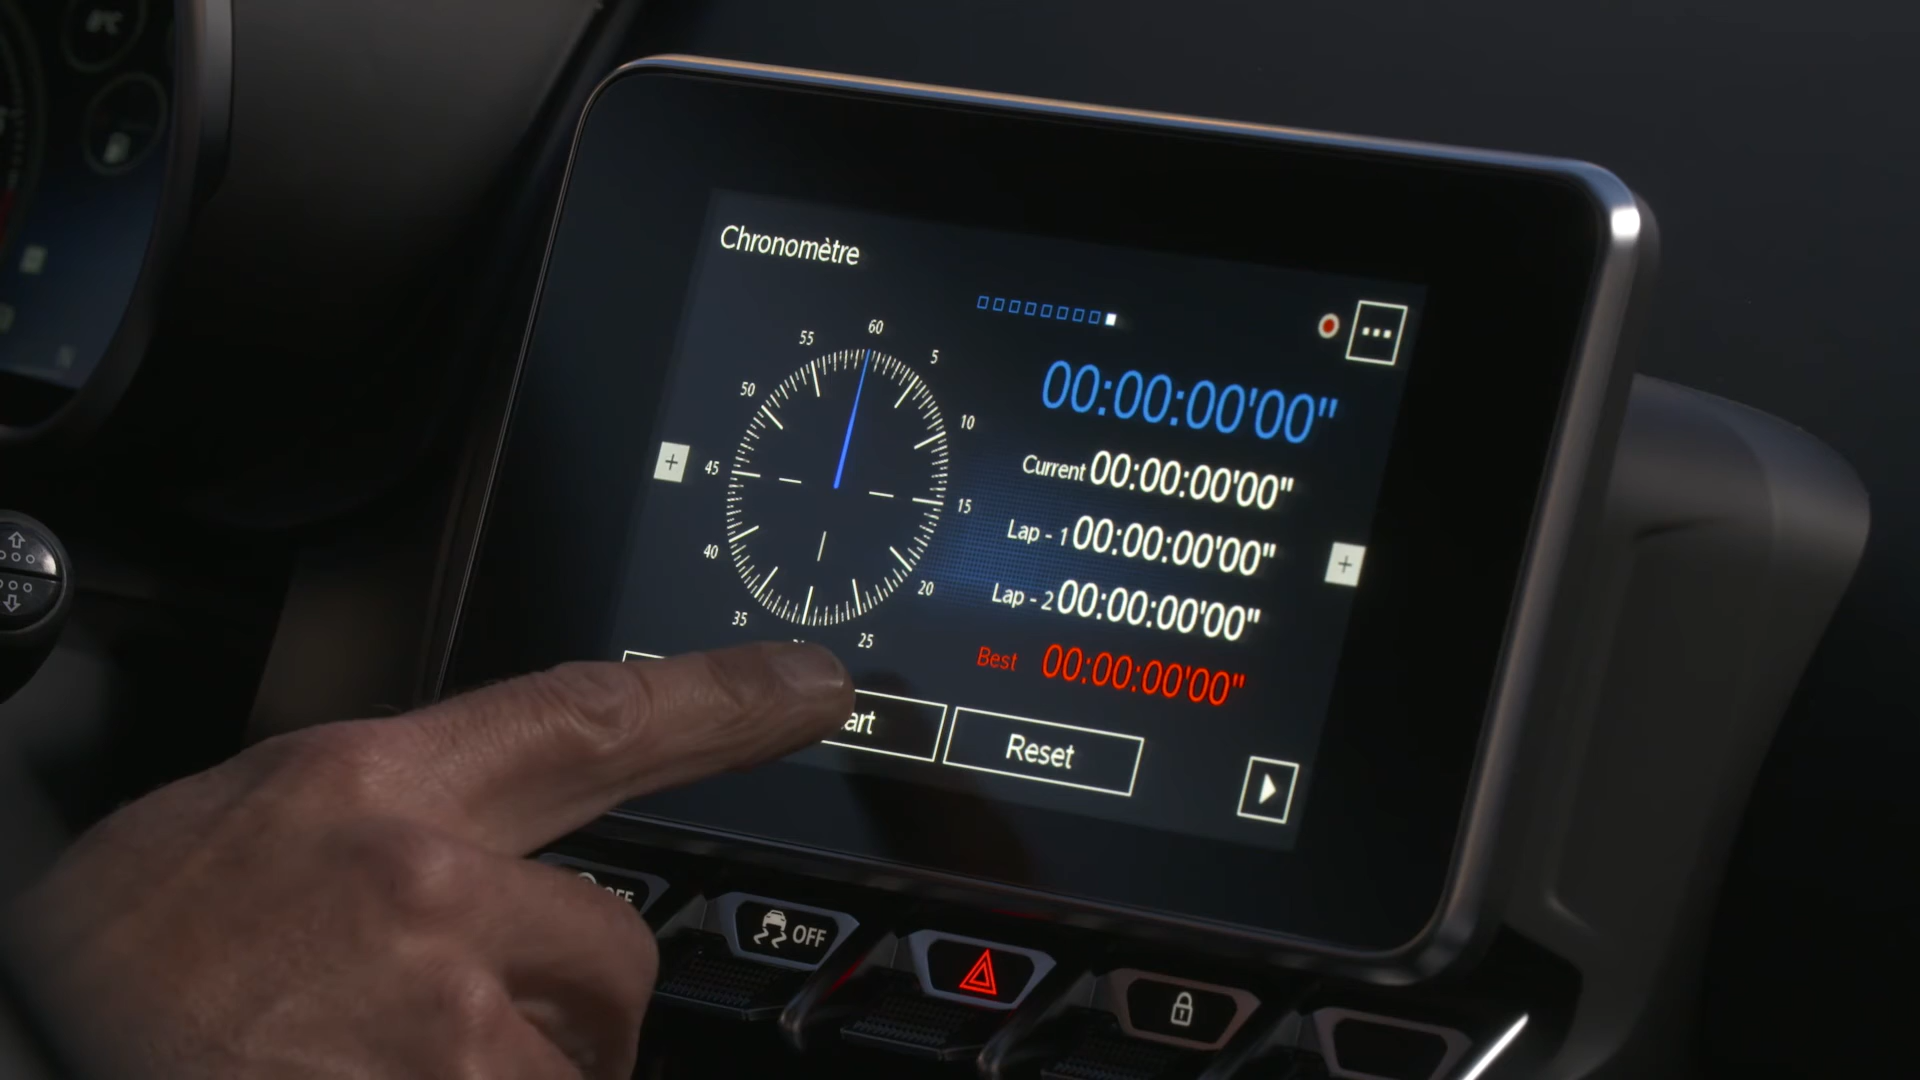 8°C
Chronomètre
60
55
5
50
10
45
15
40
20
35
25
00:00:00'00"
Current 00:00:00'00"
Lap - 1 00:00:00'00"
Lap - 2 00:00:00'00"
Best 00:00:00'00"
art
Reset
OFF